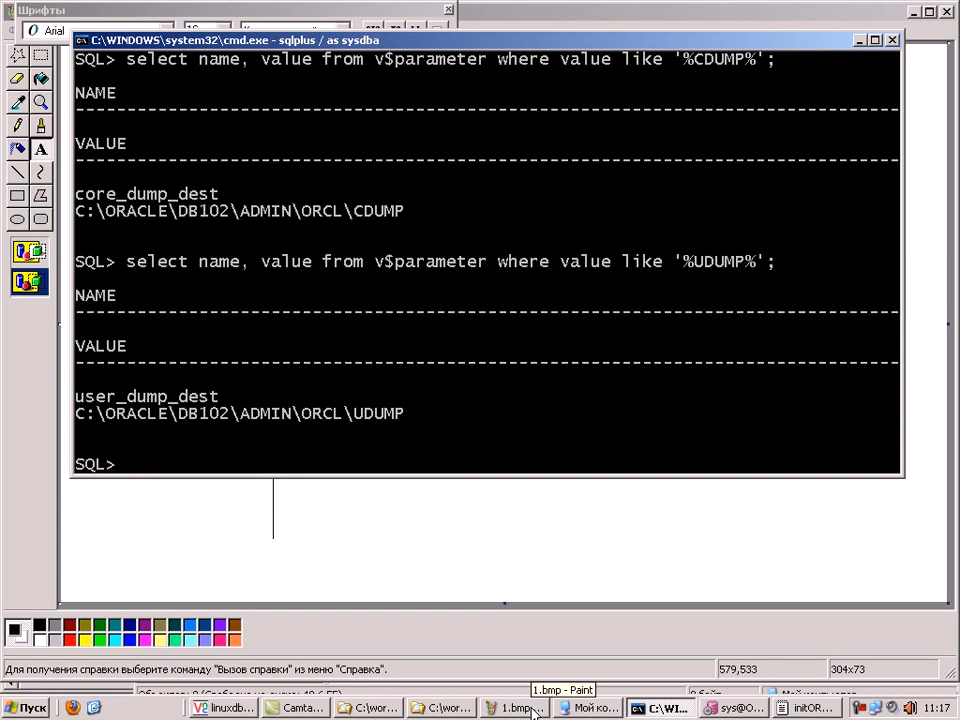 Шрифты
Arial
C:\WINDOWS\system32\cmd.exe - sqlplus / as sysdba
SQL> select name, value from v$parameter where value like '%CDUMP%';
NAME
--------------------------------------------------------------------------------
VALUE
--------------------------------------------------------------------------------
core_dump_dest
C:\ORACLE\DB102\ADMIN\ORCL\CDUMP
SQL> select name, value from v$parameter where value like '%UDUMP%';
NAME
--------------------------------------------------------------------------------
VALUE
--------------------------------------------------------------------------------
user_dump_dest
C:\ORACLE\DB102\ADMIN\ORCL\UDUMP
SQL>
A
Для получения справки выберите команду "Вызов справки" из меню "Справка".
579,533
304x73
1.bmp - Paint
Пуск
linuxdb...
Camta...
C:\wor...
C:\wor...
1.bmp...
Мой ко...
C:\WI...
sys@O...
initOR...
11:17